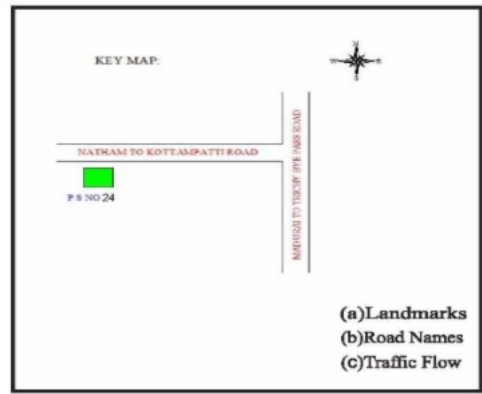 KEY MAP:
N
W E
S
NATHAM TO KOTTAMPATTI ROAD
MADURAI TO TRICHY BYE PASS ROAD
P S NO 24
(a)Landmarks
(b)Road Names
(c)Traffic Flow